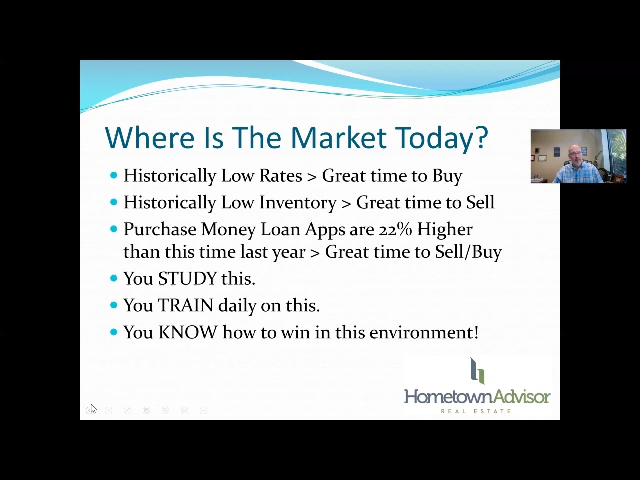 Where Is The Market Today?
Historically Low Rates > Great time to Buy
Historically Low Inventory > Great time to Sell
Purchase Money Loan Apps are 22% Higher
than this time last year > Great time to Sell/Buy
You STUDY this.
You TRAIN daily on this.
You KNOW how to win in this environment!
HometownAdvisor
REAL ESTATE